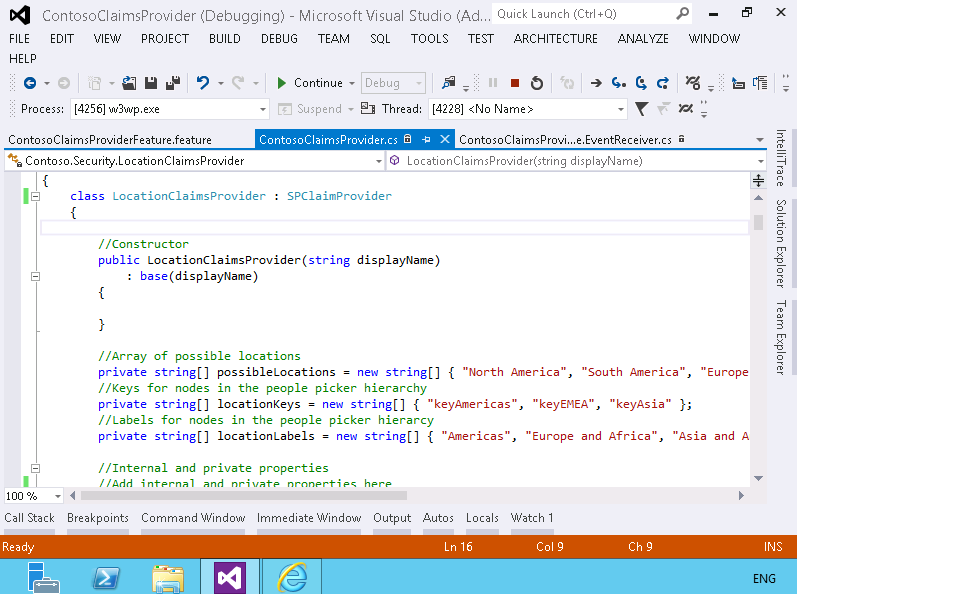 ContosoClaimsProvider (Debugging) - Microsoft Visual Studio (Ad... Quick Launch (Ctrl+Q)
FILE EDIT VIEW PROJECT BUILD DEBUG TEAM SQL TOOLS TEST ARCHITECTURE ANALYZE WINDOW
HELP
Continue Debug
Process: [4256] w3wp.exe Suspend Thread: [4228] <No Name>
ContosoClaimsProviderFeature.feature ContosoClaimsProvider.cs ContosoClaimsProvi...e.EventReceiver.cs
Contoso.Security.LocationClaimsProvider LocationClaimsProvider(string displayName)
{
class LocationClaimsProvider : SPClaimProvider
{
//Constructor
public LocationClaimsProvider(string displayName)
: base(displayName)
{
}
//Array of possible locations
private string[] possibleLocations = new string[] { "North America", "South America", "Europe
//Keys for nodes in the people picker hierarchy
private string[] locationKeys = new string[] { "keyAmericas", "keyEMEA", "keyAsia" };
//Labels for nodes in the people picker hierarcy
private string[] locationLabels = new string[] { "Americas", "Europe and Africa", "Asia and A
//Internal and private properties
//Add internal and private properties here
IntelliTrace
Solution Explorer
Team Explorer
100 %
Call Stack Breakpoints Command Window Immediate Window Output Autos Locals Watch 1
Ready Ln 16 Col 9 Ch 9 INS
ENG